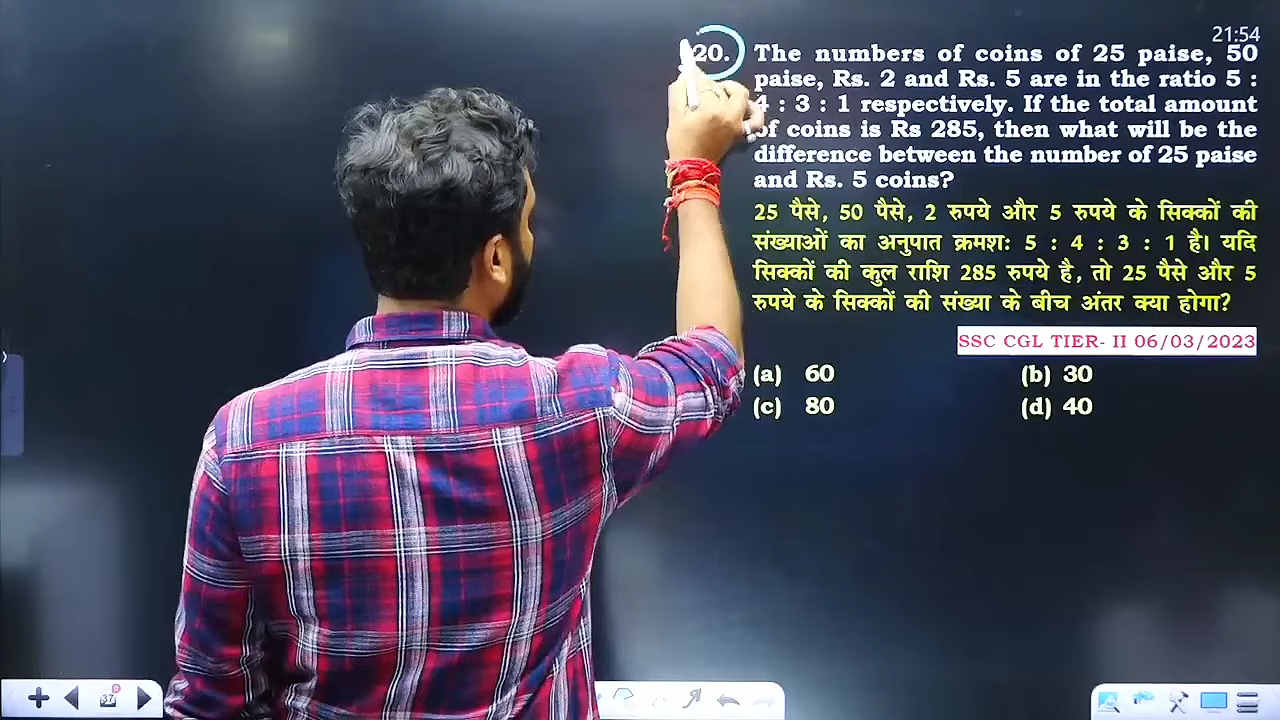 21:54
20. The numbers of coins of 25 paise, 50
paise, Rs. 2 and Rs. 5 are in the ratio 5 :
4 : 3 : 1 respectively. If the total amount
of coins is Rs 285, then what will be the
difference between the number of 25 paise
and Rs. 5 coins?
25 पैसे, 50 पैसे, 2 रुपये और 5 रुपये के सिक्कों की
संख्याओं का अनुपात क्रमशः 5 : 4 : 3 : 1 है। यदि
सिक्कों की कुल राशि 285 रुपये है, तो 25 पैसे और 5
रुपये के सिक्कों की संख्या के बीच अंतर क्या होगा?
SSC CGL TIER- II 06/03/2023
(a) 60 (b) 30
(c) 80 (d) 40
37